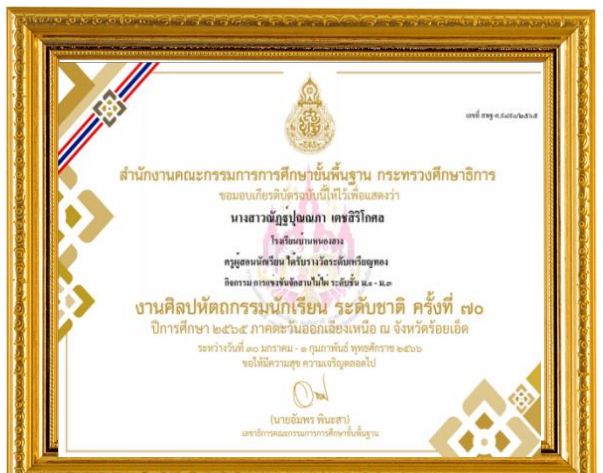 สำนักงานคณะกรรมการการศึกษาขั้นพื้นฐาน กระทรวงศึกษาธิการ
ขอมอบเกียรติบัตรฉบับนี้ให้ไว้เพื่อแสดงว่า
นางสาวณัฏฐ์ปุณณภา เตชสิริโกศล
โรงเรียนบ้านหนองสาง
ครูผู้สอนนักเรียน ได้รับรางวัลระดับเหรียญทอง
กิจกรรม การแข่งขันจักสานไม้ไผ่ ระดับชั้น ม.๑ - ม.๓
งานศิลปหัตถกรรมนักเรียน ระดับชาติ ครั้งที่ ๗๐
ปีการศึกษา ๒๕๖๕ ภาคตะวันออกเฉียงเหนือ ณ จังหวัดร้อยเอ็ด
ระหว่างวันที่ ๓๐ มกราคม - ๑ กุมภาพันธ์ พุทธศักราช ๒๕๖๖
ขอให้มีความสุข ความเจริญตลอดไป
(นายอัมพร พินะสา)
เลขาธิการคณะกรรมการการศึกษาขั้นพื้นฐาน